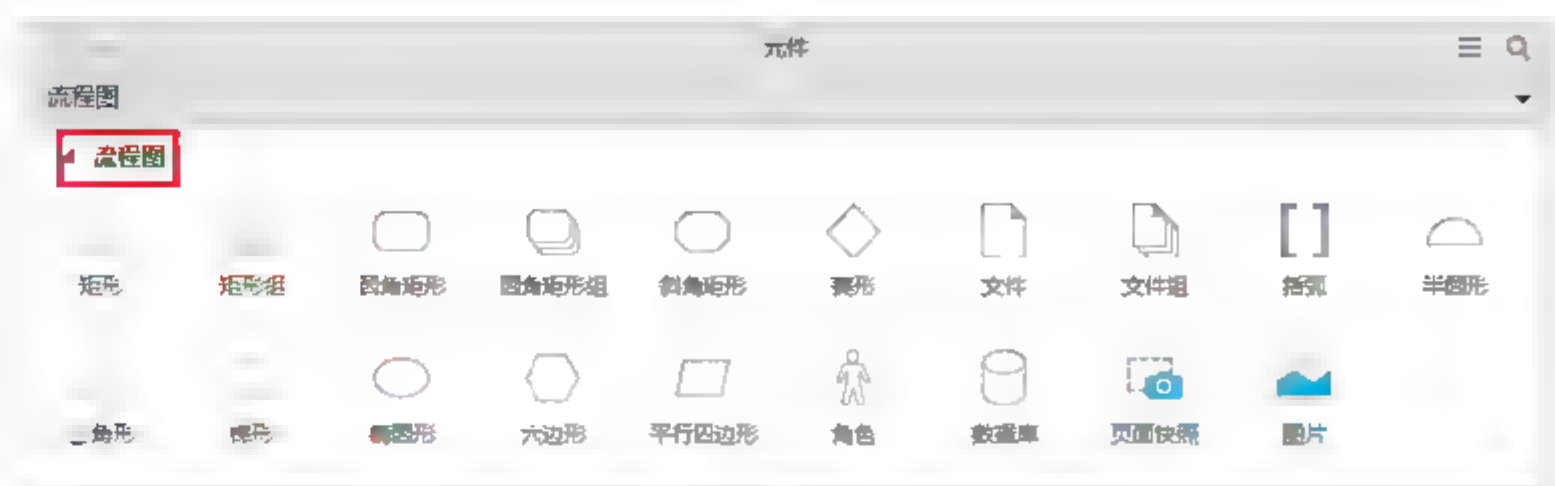 元件
流程图
流程图
矩形 矩形组 圆角矩形 圆角矩形组 斜角矩形 菱形 文件 文件组 括弧 半圆形
三角形 梯形 椭圆形 六边形 平行四边形 角色 数据库 页面快照 图片